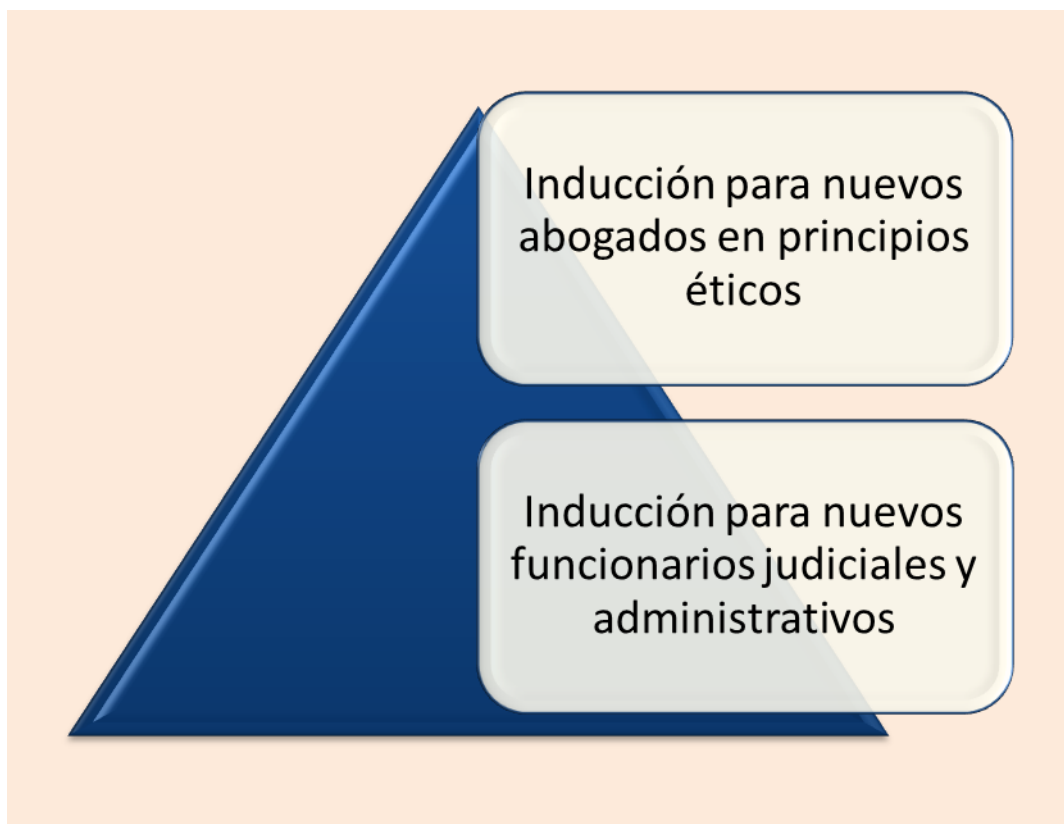 Inducción para nuevos
abogados en principios
éticos
Inducción para nuevos
funcionarios judiciales y
administrativos